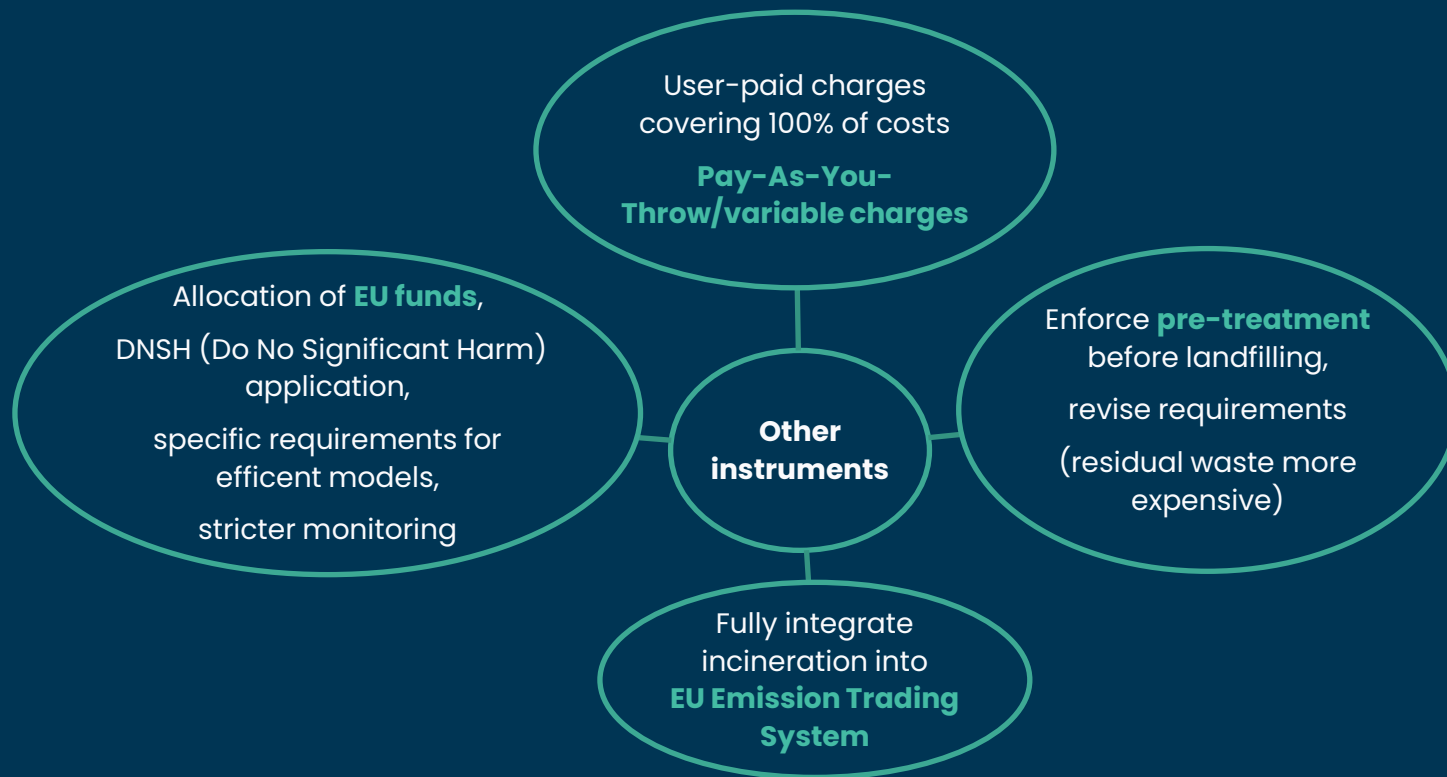 User-paid charges
covering 100% of costs
Pay-As-You-
Throw/variable charges
Allocation of EU funds,
DNSH (Do No Significant Harm)
application,
specific requirements for
efficent models,
stricter monitoring
Other
instruments
Enforce pre-treatment
before landfilling,
revise requirements
(residual waste more
expensive)
Fully integrate
incineration into
EU Emission Trading
System